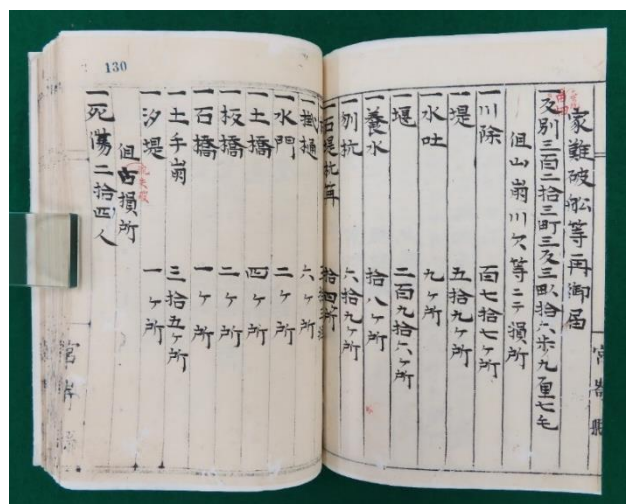 家難破船等再御届
一反別三百二拾三町三反三畝拾六歩九厘七毛
但山崩川欠等ニテ損所
一川除 百七拾七ヶ所
一堤 五拾九ヶ所
一水吐 九ヶ所
一堰 二百九拾六ヶ所
一養水 拾八ヶ所
一刎杭 六拾九ヶ所
一石堤
一掛樋 六ヶ所
一水門 二ヶ所
一土橋 四ヶ所
一板橋 二ヶ所
一石橋 一ヶ所
一土手崩 三拾五ヶ所
一汐堤 一ヶ所
但古損所
一死傷二拾四人
130